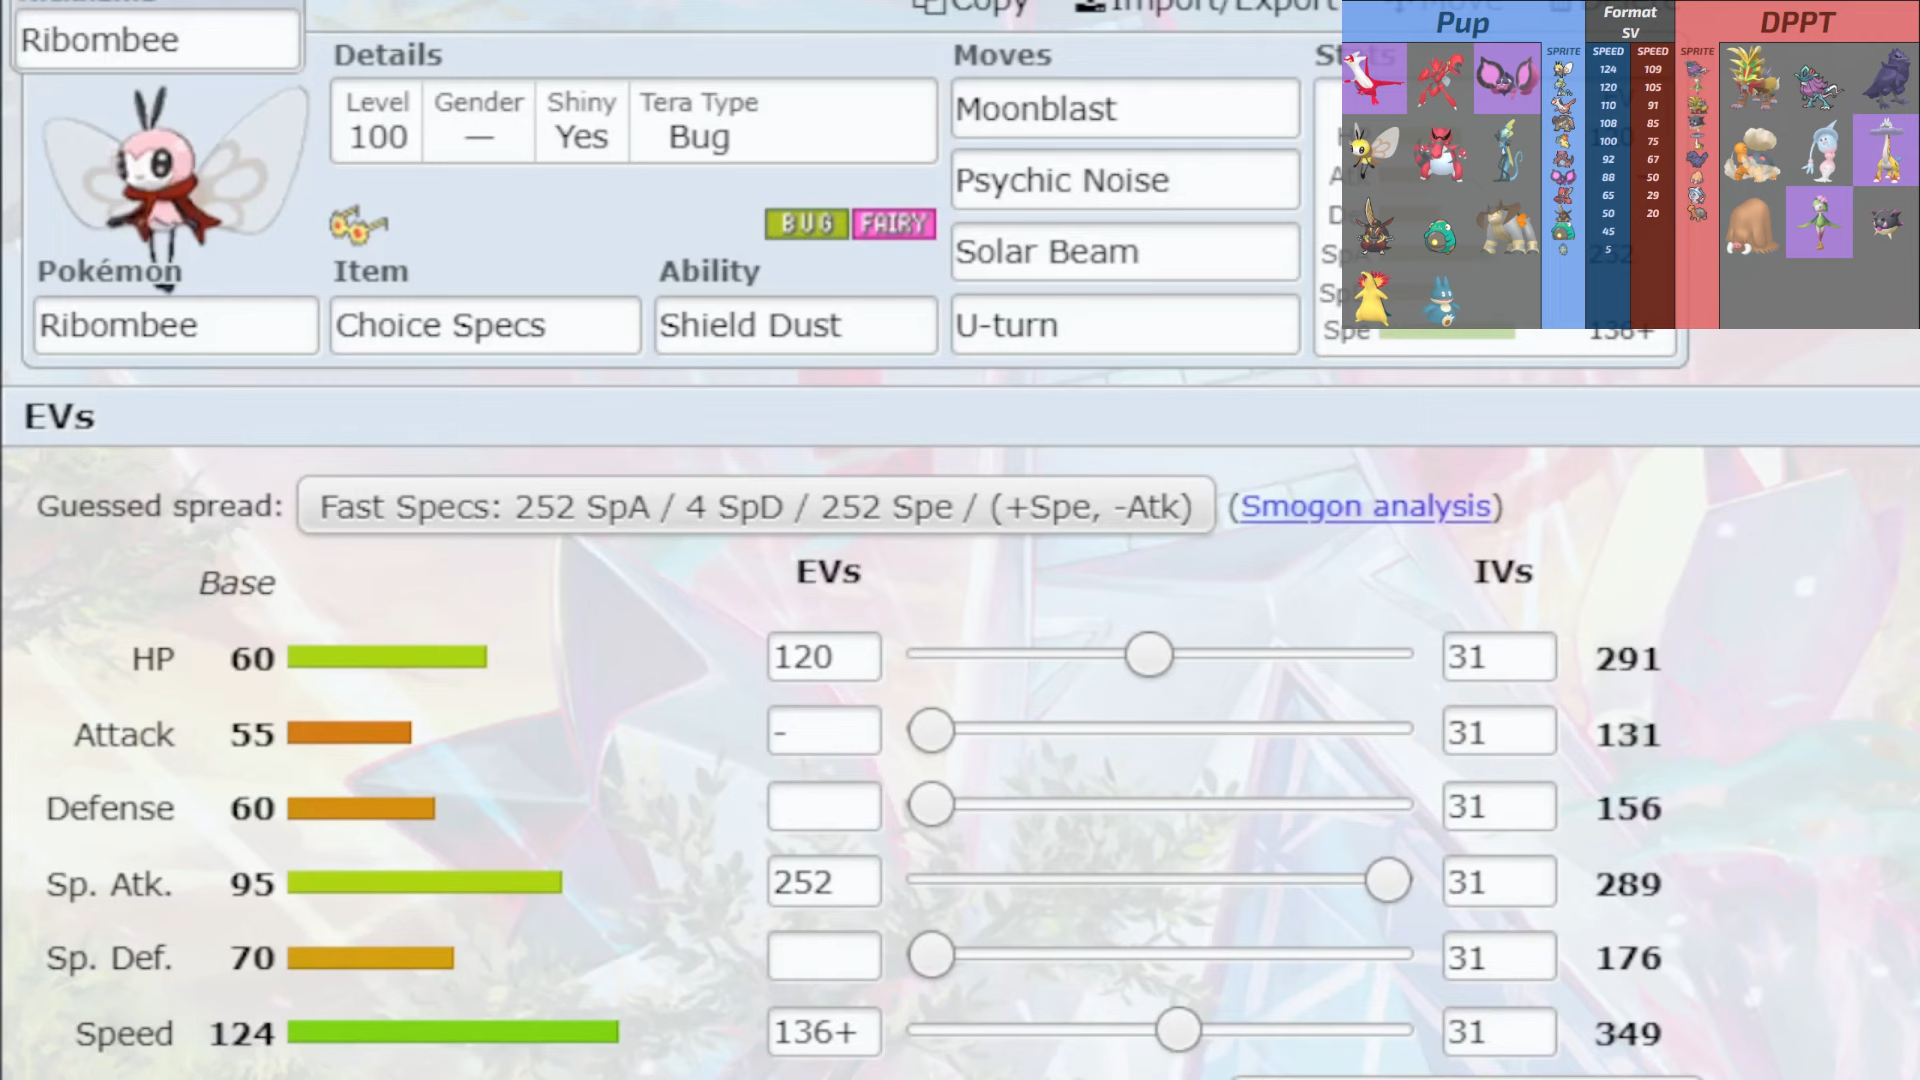 Copy
Import/Export
Ribombee
Details
Level
100
Gender
—
Shiny
Yes
Tera Type
Bug
BUG
FAIRY
Pokémon
Ribombee
Item
Choice Specs
Ability
Shield Dust
Moves
Moonblast
Psychic Noise
Solar Beam
U-turn
Spe
136+
Pup
Format
SV
DPPT
SPRITE
SPEED
SPEED
SPRITE
124 109
120 105
110 91
108 85
100 75
92 67
88 50
65 29
50 20
45
5
EVs
Guessed spread:
Fast Specs: 252 SpA / 4 SpD / 252 Spe / (+Spe, -Atk)
(Smogon analysis)
Base EVs IVs
HP 60 120 31 291
Attack 55 - 31 131
Defense 60 31 156
Sp. Atk. 95 252 31 289
Sp. Def. 70 31 176
Speed 124 136+ 31 349